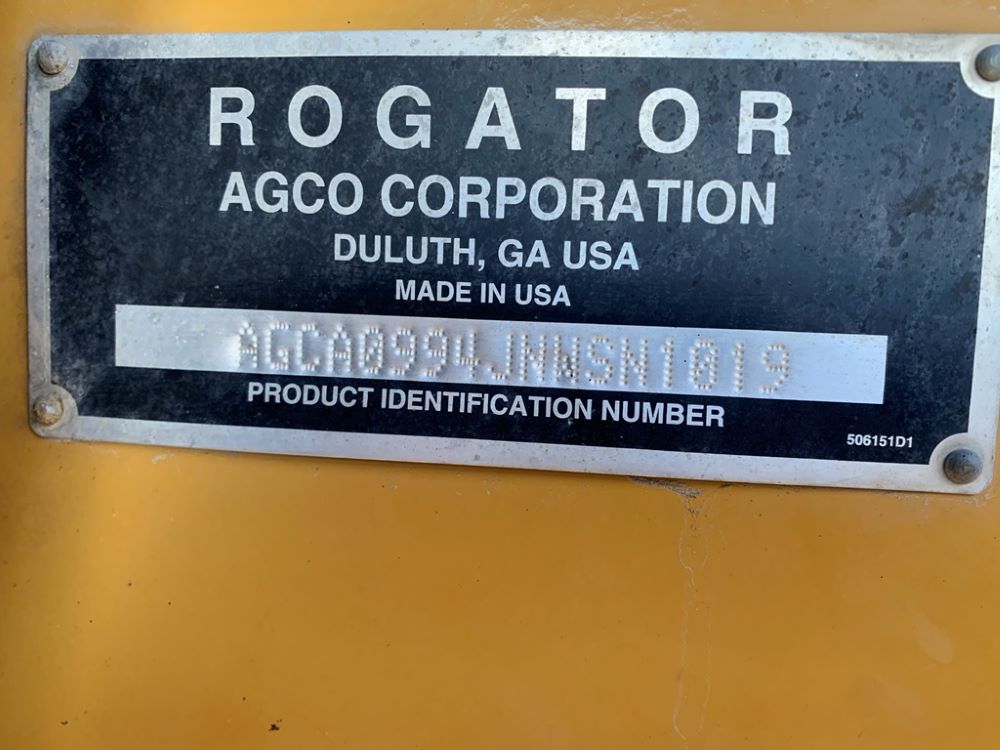 ROGATOR
AGCO CORPORATION
DULUTH, GA USA
MADE IN USA
AGCA0994JNWSN1019
PRODUCT IDENTIFICATION NUMBER
506151D1